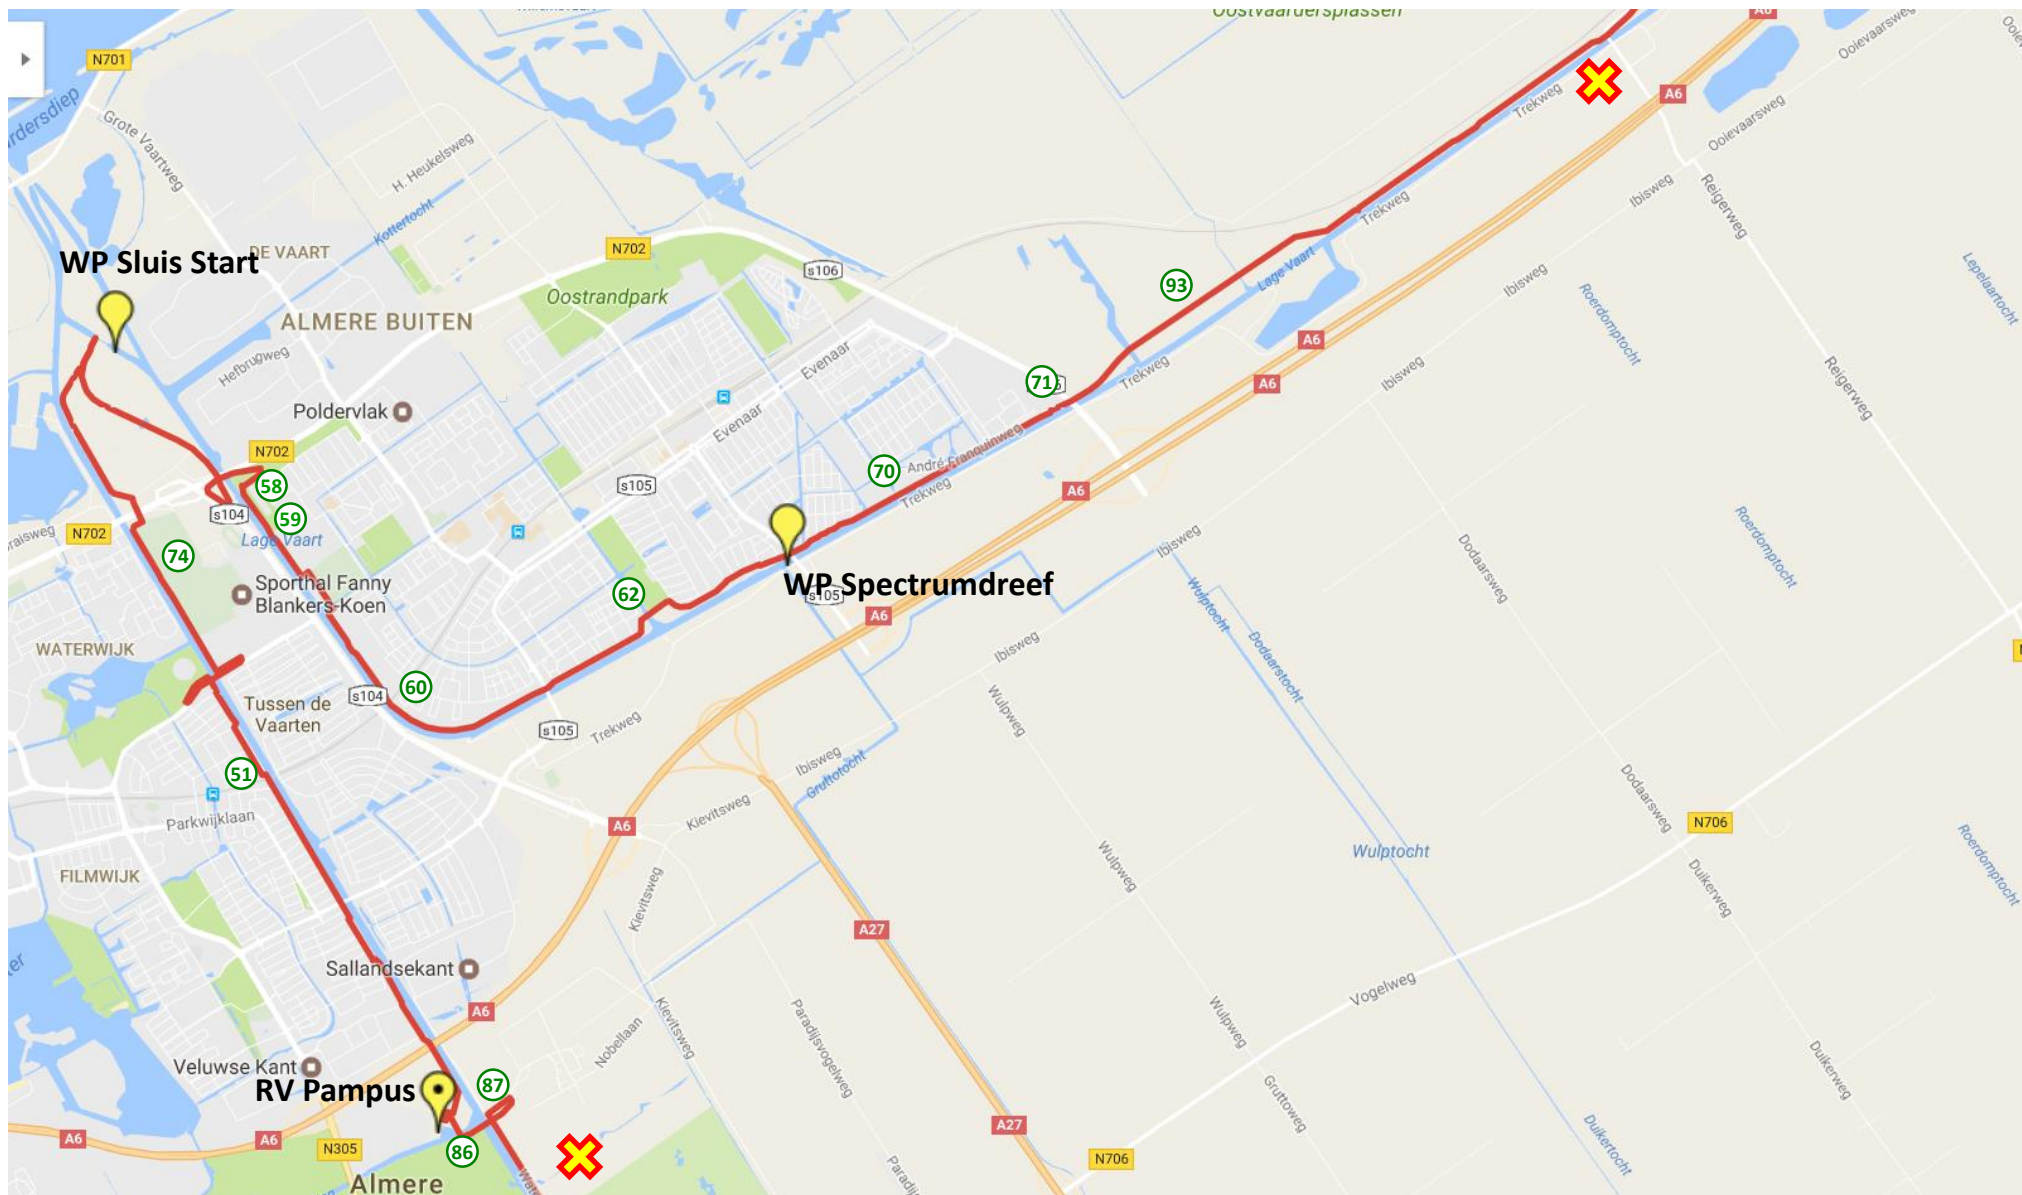 Oostvaardersplassen
A6
N701
Ooievaarsweg
A6
Trekweg
Grote Vaartweg
H. Heukelsweg
Ooievaarsweg
Kottertocht
Ibisweg
Reigerweg
Trekweg
DE VAART
WP Sluis Start
N702
s106
Lage Vaart
93
Ibisweg
Lepelaartocht
Oostrandpark
Roerdomptocht
ALMERE BUITEN
A6
Hefbrugweg
Evenaar
Trekweg
A6
Ibisweg
71
Reigerweg
Poldervlak
Evenaar
N702
André Franquinweg
70
58
s105
Trekweg
A6
s104
59
N702
Lage Vaart
Ibisweg
Roerdomptocht
74
Dodaarsweg
Sporthal Fanny
Blankers-Koen
62
WP Spectrumdreef
s105
Wulptocht
A6
WATERWIJK
Ibisweg
Dodaarstocht
60
s104
Tussen de
Vaarten
Wulpweg
s105
Trekweg
51
Ibisweg
Gruttotocht
Dodaarsweg
Parkwijklaan
A6
Kievitsweg
N706
Wulptocht
Roerdomptocht
FILMWIJK
Wulpweg
Kievitsweg
Duikerweg
A27
Sallandsekant
Vogelweg
A6
Kievitsweg
Paradijsvogelweg
Wulpweg
Nobellaan
Veluwse Kant
RV Pampus
87
Duikerweg
Gruttoweg
A6
A6
N305
86
A27
N706
Duikertocht
Almere